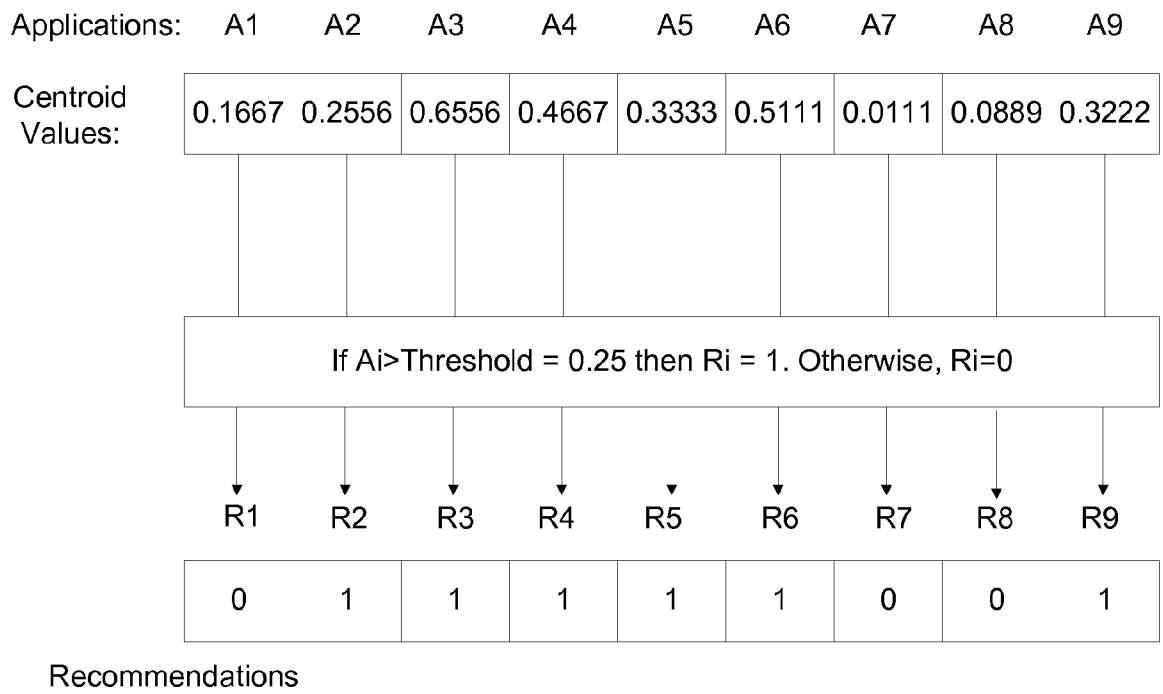 Applications: A1 A2 A3 A4 A5 A6 A7 A8 A9
Centroid
Values:
0.1667 0.2556 0.6556 0.4667 0.3333 0.5111 0.0111 0.0889 0.3222
If Ai>Threshold = 0.25 then Ri = 1. Otherwise, Ri=0
R1 R2 R3 R4 R5 R6 R7 R8 R9
0 1 1 1 1 1 0 0 1
Recommendations